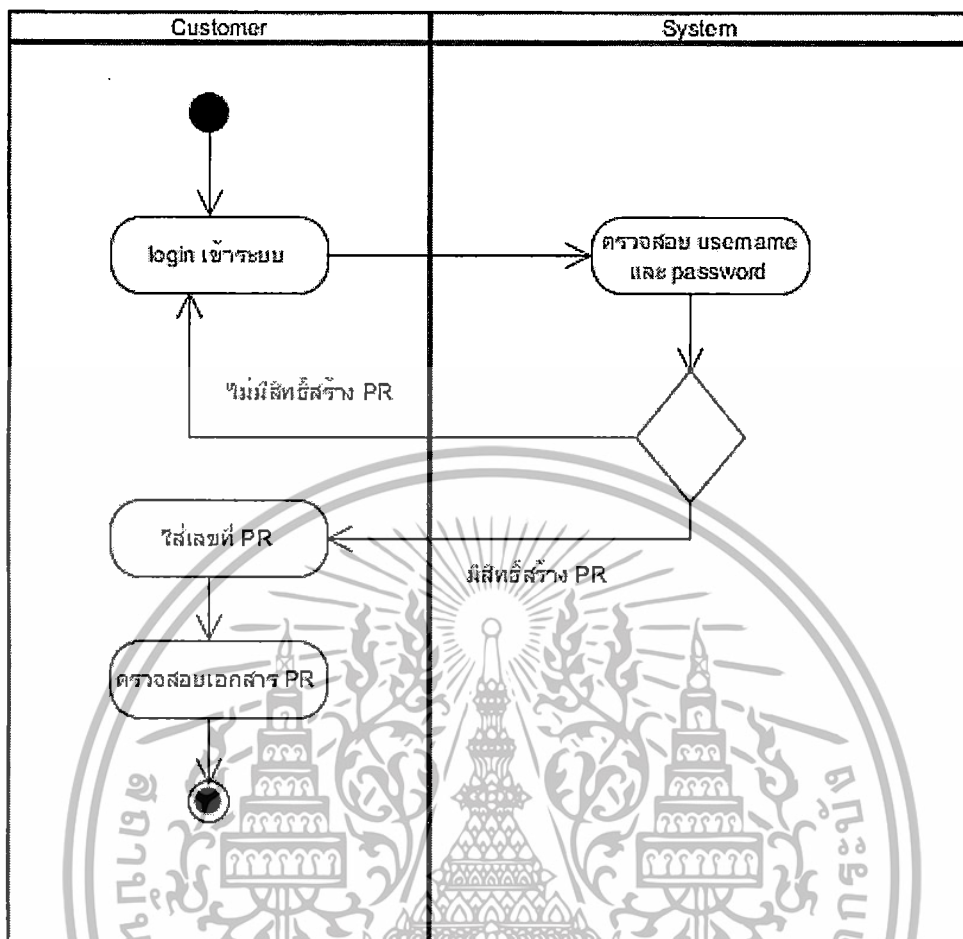 Customer
System
login เข้าระบบ
ตรวจสอบ username
และ password
ไม่มีสิทธิ์สร้าง PR
ใส่เลขที่ PR
มีสิทธิ์สร้าง PR
ตรวจสอบเอกสาร PR